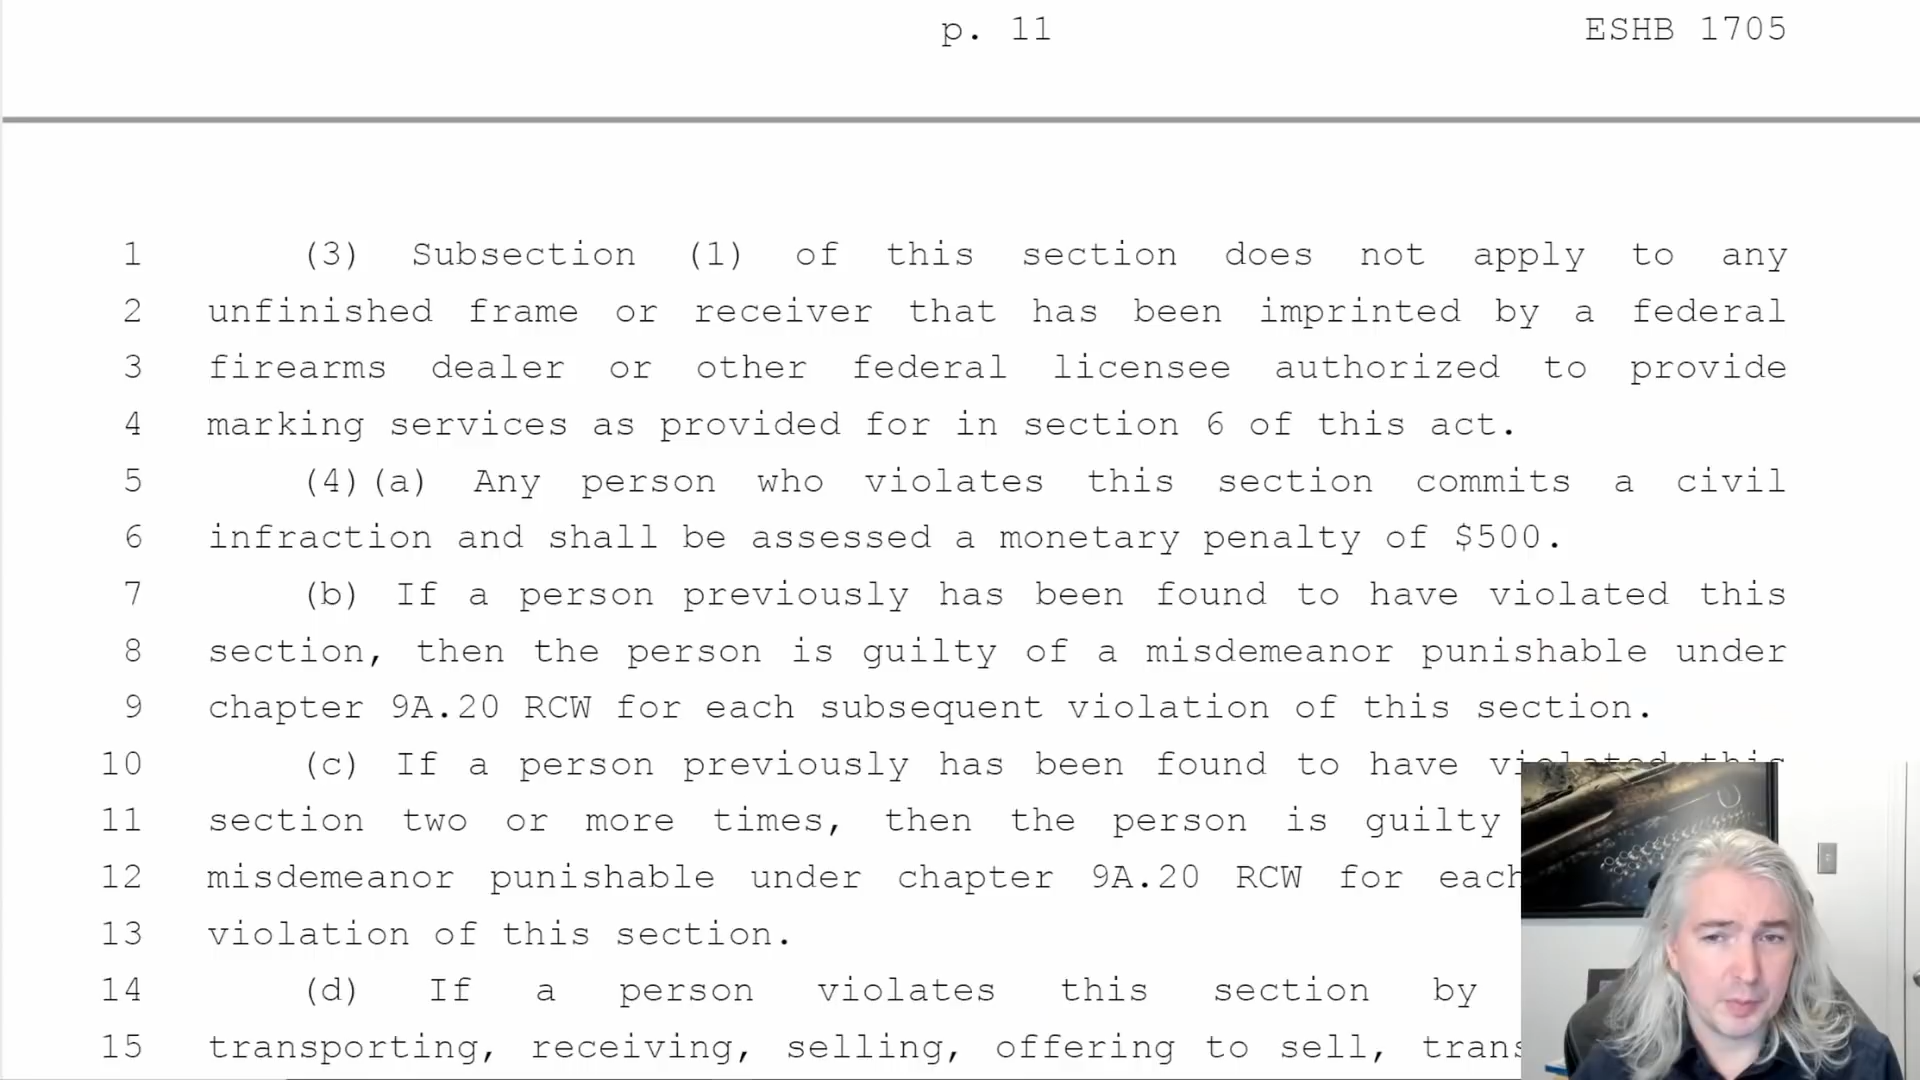 p. 11 ESHB 1705
1 (3) Subsection (1) of this section does not apply to any
2 unfinished frame or receiver that has been imprinted by a federal
3 firearms dealer or other federal licensee authorized to provide
4 marking services as provided for in section 6 of this act.
5 (4)(a) Any person who violates this section commits a civil
6 infraction and shall be assessed a monetary penalty of $500.
7 (b) If a person previously has been found to have violated this
8 section, then the person is guilty of a misdemeanor punishable under
9 chapter 9A.20 RCW for each subsequent violation of this section.
10 (c) If a person previously has been found to have violated this
11 section two or more times, then the person is guilty
12 misdemeanor punishable under chapter 9A.20 RCW for each
13 violation of this section.
14 (d) If a person violates this section by
15 transporting, receiving, selling, offering to sell,